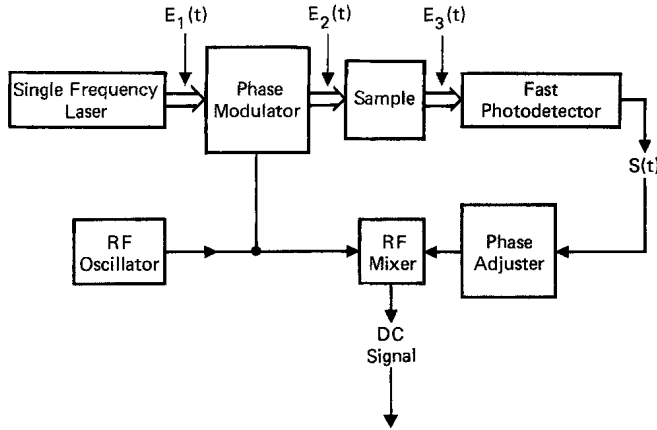 E1(t)
E2(t)
E3(t)
Single Frequency
Laser
Phase
Modulator
Sample
Fast
Photodetector
S(t)
RF
Oscillator
RF
Mixer
Phase
Adjuster
DC
Signal